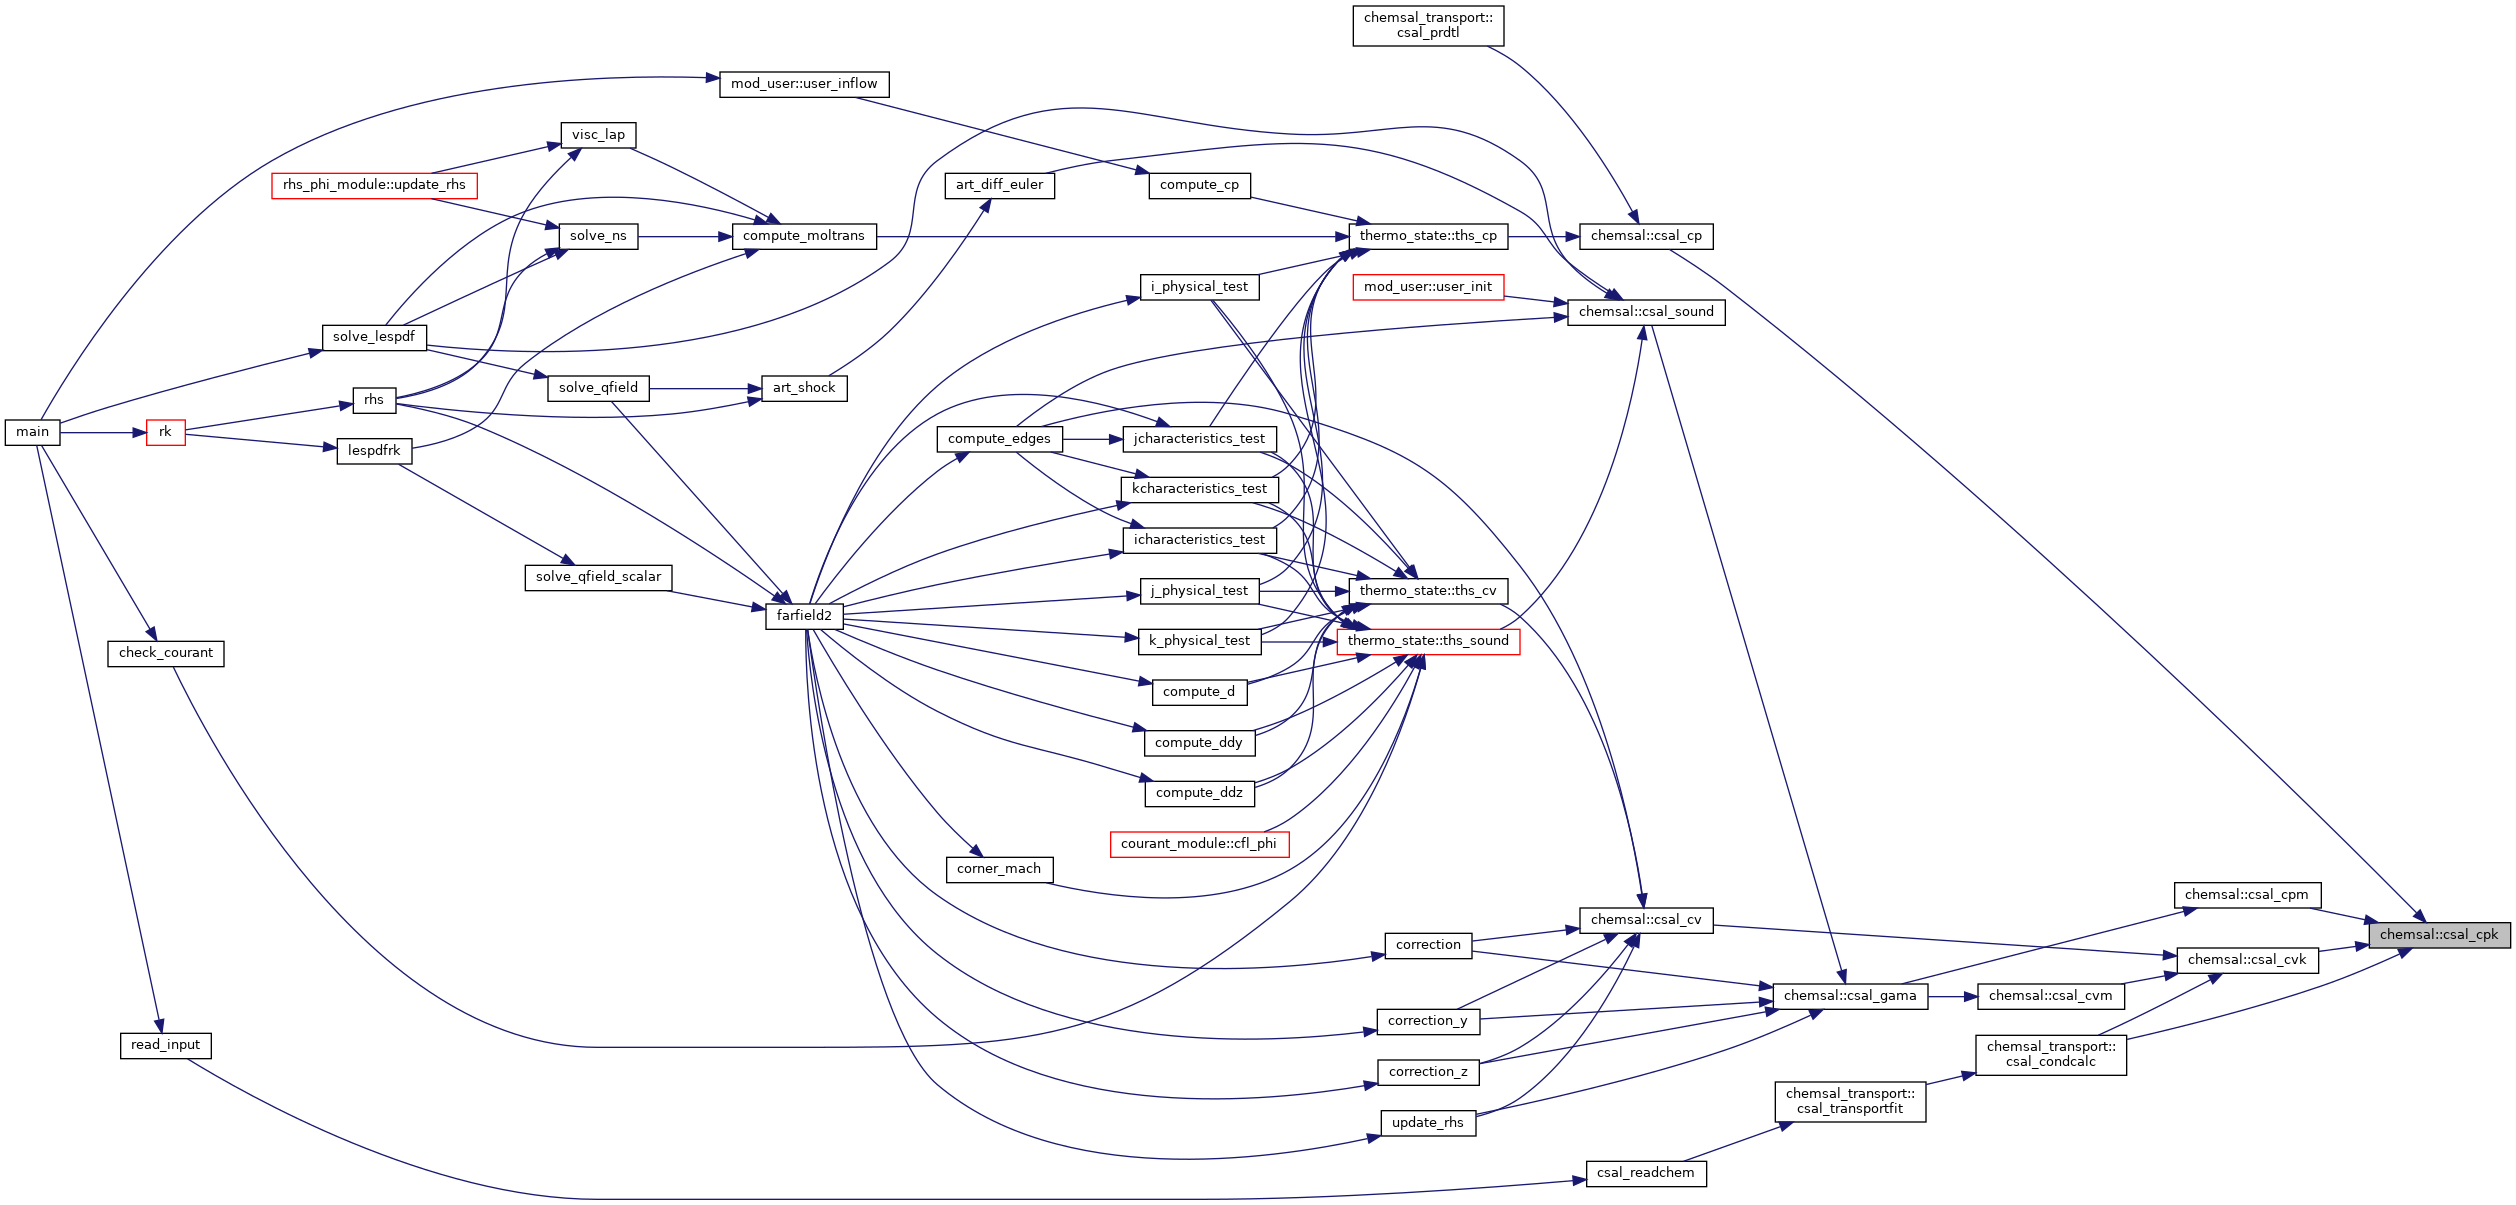 chemsal_transport::
csal_prdtl
mod_user::user_inflow
visc_lap
rhs_phi_module::update_rhs
art_diff_euler
compute_cp
solve_ns
compute_moltrans
thermo_state::ths_cp
chemsal::csal_cp
i_physical_test
mod_user::user_init
chemsal::csal_sound
solve_lespdf
solve_qfield
art_shock
rhs
main
rk
lespdfrk
compute_edges
jcharacteristics_test
kcharacteristics_test
icharacteristics_test
solve_qfield_scalar
j_physical_test
thermo_state::ths_cv
farfield2
k_physical_test
thermo_state::ths_sound
check_courant
compute_d
compute_ddy
compute_ddz
courant_module::cfl_phi
corner_mach
chemsal::csal_cpm
chemsal::csal_cv
chemsal::csal_cpk
correction
chemsal::csal_cvk
chemsal::csal_gama
chemsal::csal_cvm
correction_y
read_input
chemsal_transport::
csal_condcalc
correction_z
chemsal_transport::
csal_transportfit
update_rhs
csal_readchem